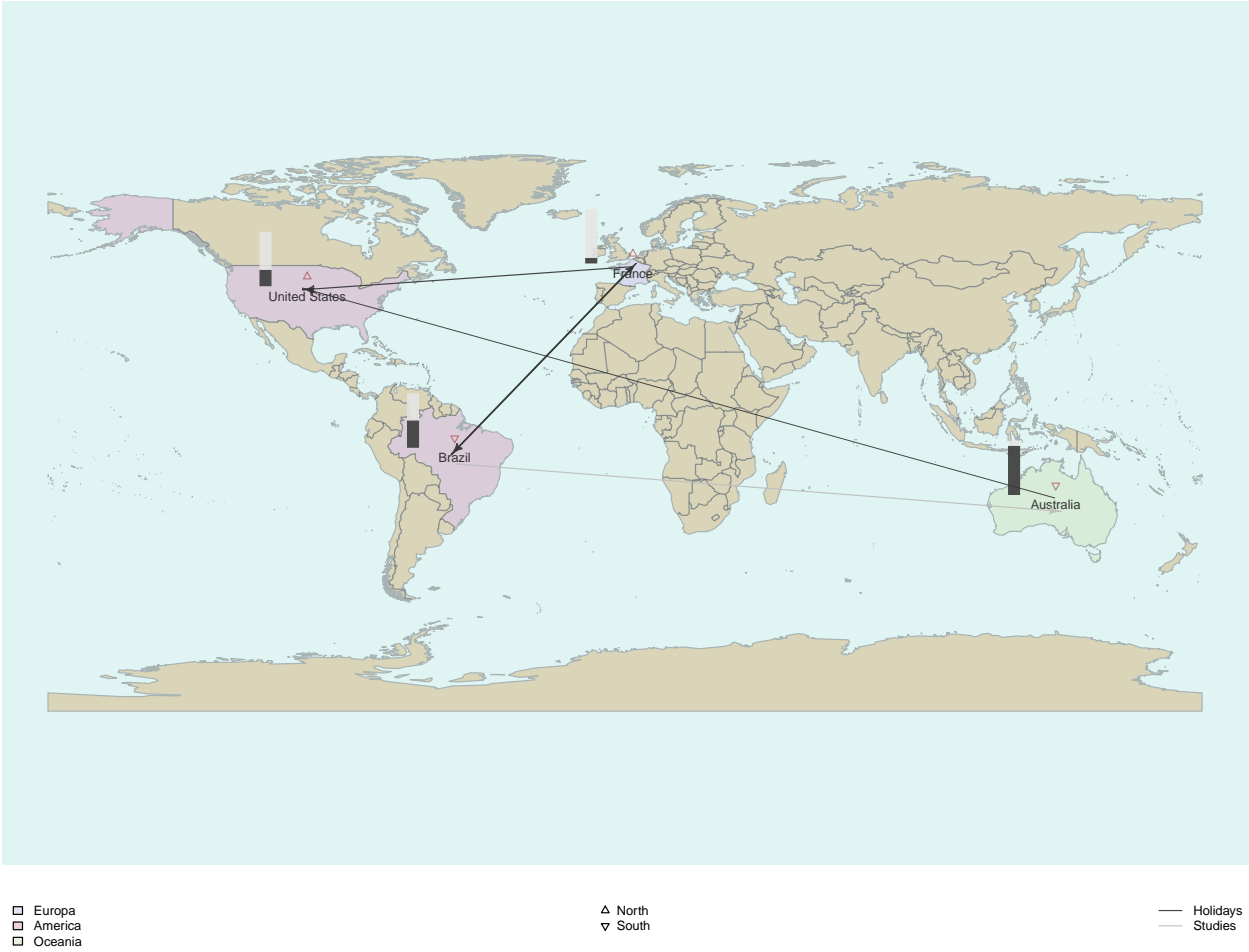 France
United States
Brazil
Australia
Europa
America
Oceania
North
South
Holidays
Studies